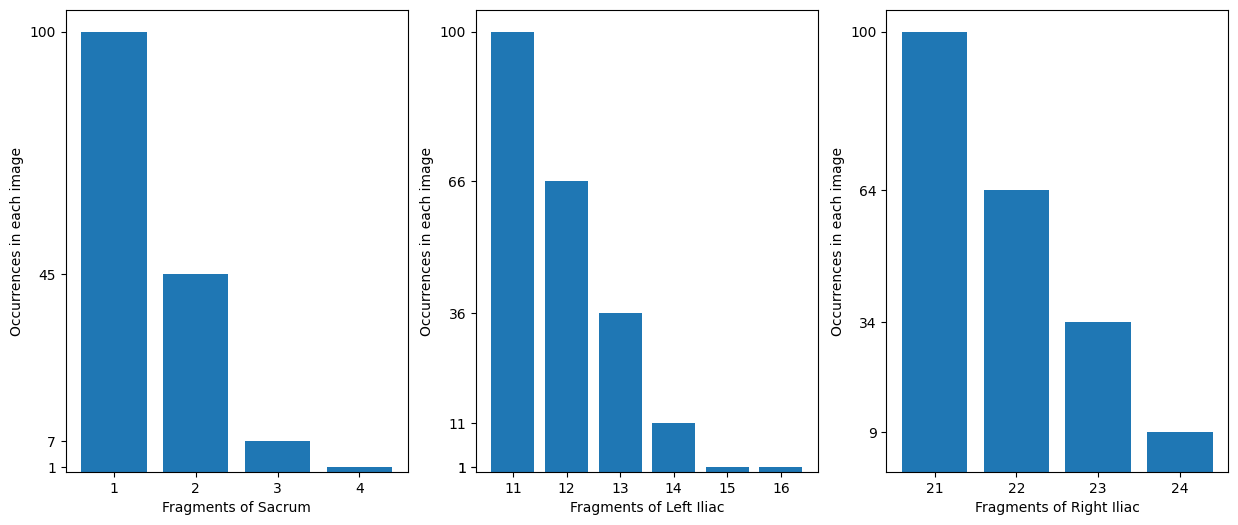 Occurrences in each image
100
45
7
1
1 2 3 4
Fragments of Sacrum
Occurrences in each image
100
66
36
11
1
11 12 13 14 15 16
Fragments of Left Iliac
Occurrences in each image
100
64
34
9
21 22 23 24
Fragments of Right Iliac